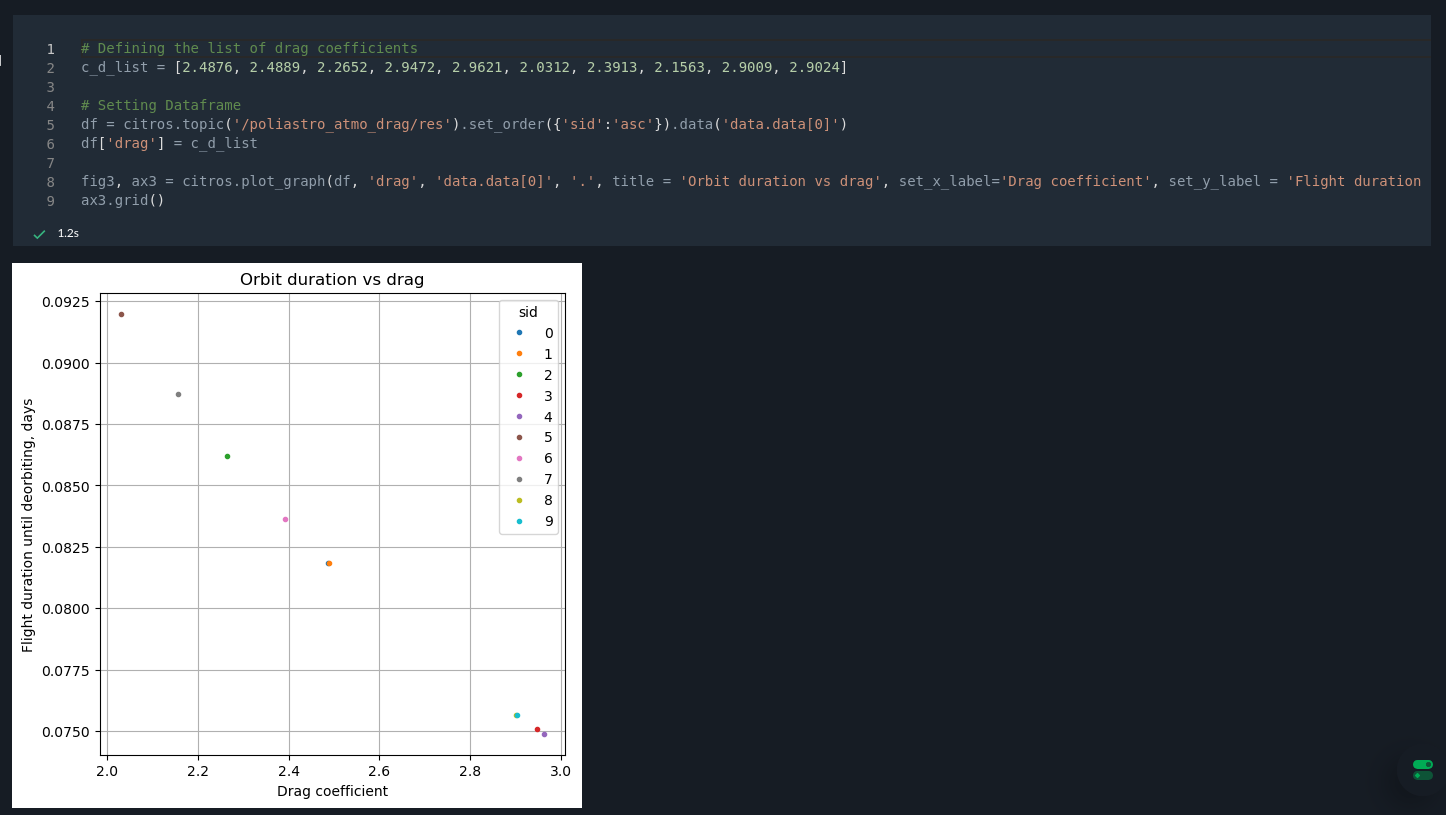 1 # Defining the list of drag coefficients
2 c_d_list = [2.4876, 2.4889, 2.2652, 2.9472, 2.9621, 2.0312, 2.3913, 2.1563, 2.9009, 2.9024]
3
4 # Setting Dataframe
5 df = citros.topic('/poliastro_atmo_drag/res').set_order({'sid':'asc'}).data('data.data[0]')
6 df['drag'] = c_d_list
7
8 fig3, ax3 = citros.plot_graph(df, 'drag', 'data.data[0]', '.', title = 'Orbit duration vs drag', set_x_label='Drag coefficient', set_y_label = 'Flight duration
9 ax3.grid()
1.2s
Orbit duration vs drag
sid
0
1
2
3
4
5
6
7
8
9
0.0925
0.0900
0.0875
0.0850
0.0825
0.0800
0.0775
0.0750
Flight duration until deorbiting, days
2.0 2.2 2.4 2.6 2.8 3.0
Drag coefficient